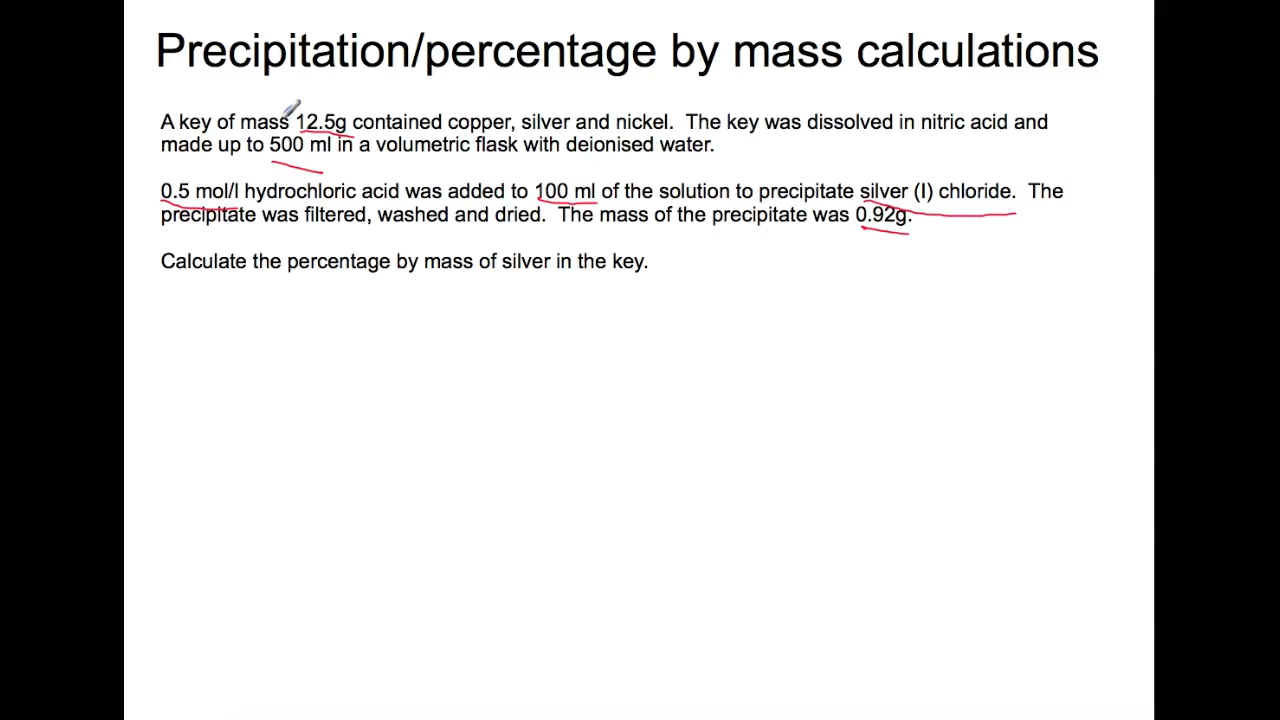 Precipitation/percentage by mass calculations
A key of mass 12.5g contained copper, silver and nickel. The key was dissolved in nitric acid and
made up to 500 ml in a volumetric flask with deionised water.
0.5 mol/l hydrochloric acid was added to 100 ml of the solution to precipitate silver (I) chloride. The
precipitate was filtered, washed and dried. The mass of the precipitate was 0.92g.
Calculate the percentage by mass of silver in the key.